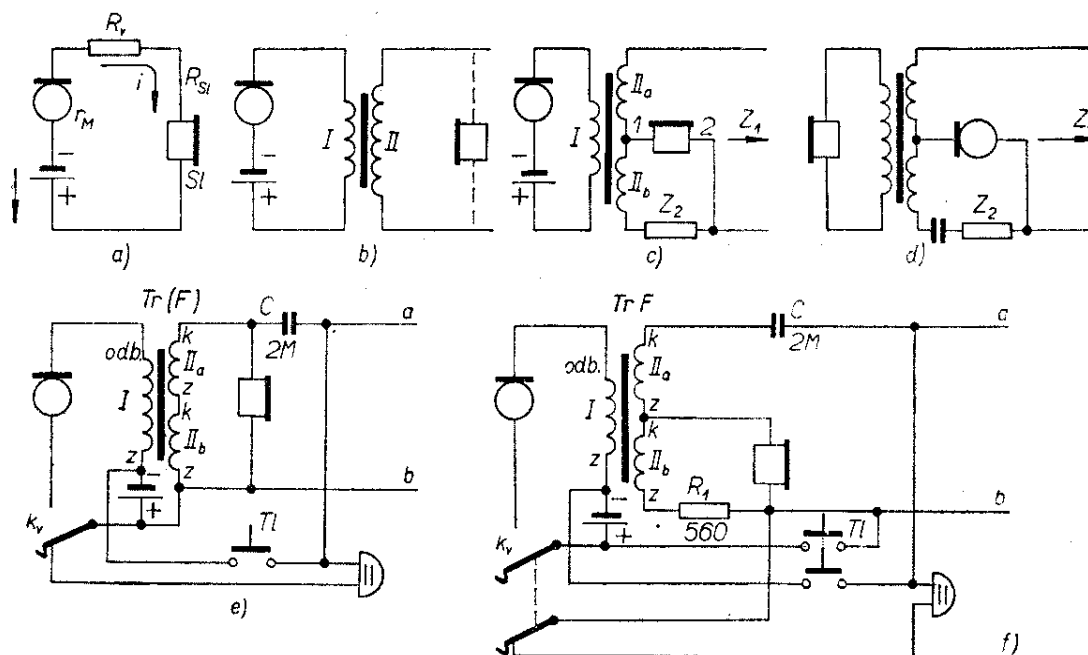 R_v
i
R_Sl
r_M
−
+
Sl
a)
I
II
−
+
b)
I
II_a
1
2
II_b
Z_1
Z_2
−
+
c)
Z_2
d)
Tr (F)
odb.
I
z
k
II_a
z
k
II_b
z
C
2M
a
b
−
+
k_v
Tl
e)
Tr F
odb.
I
z
k
II_a
z
k
II_b
z
C
2M
a
b
R_1
560
−
+
k_v
Tl
f)